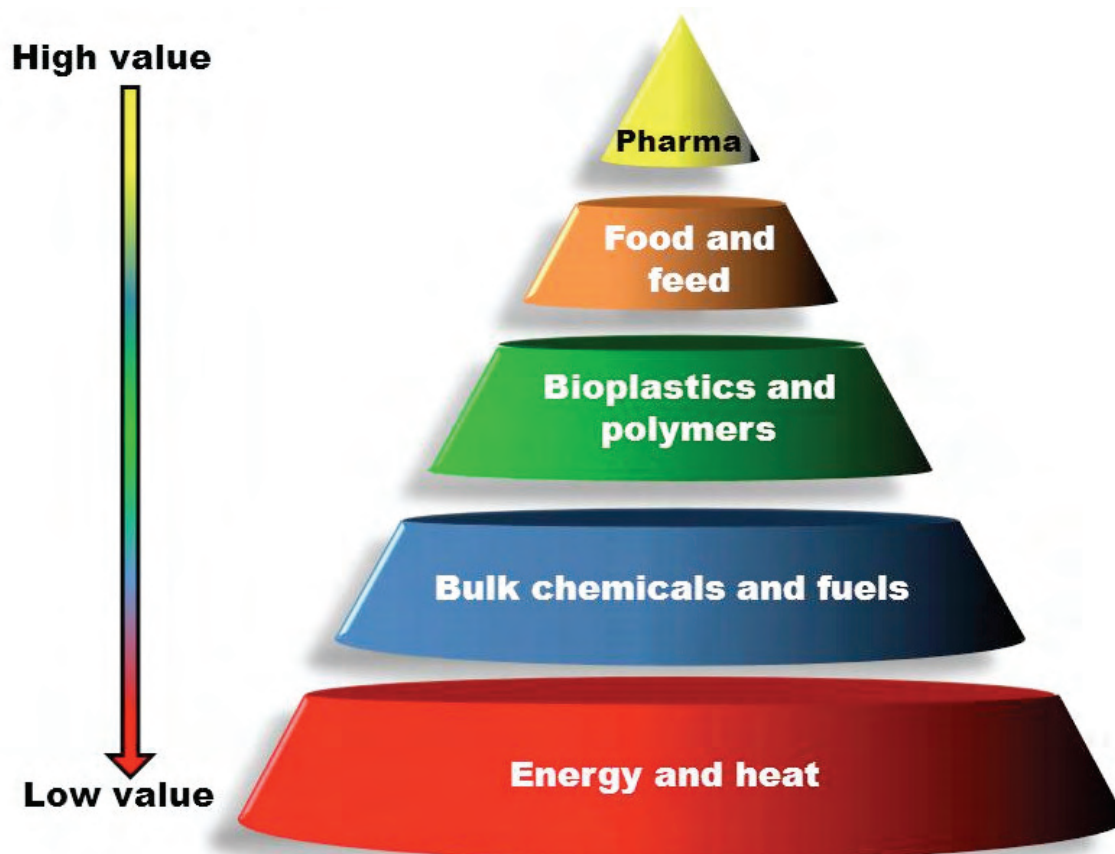 High value
Pharma
Food and
feed
Bioplastics and
polymers
Bulk chemicals and fuels
Energy and heat
Low value